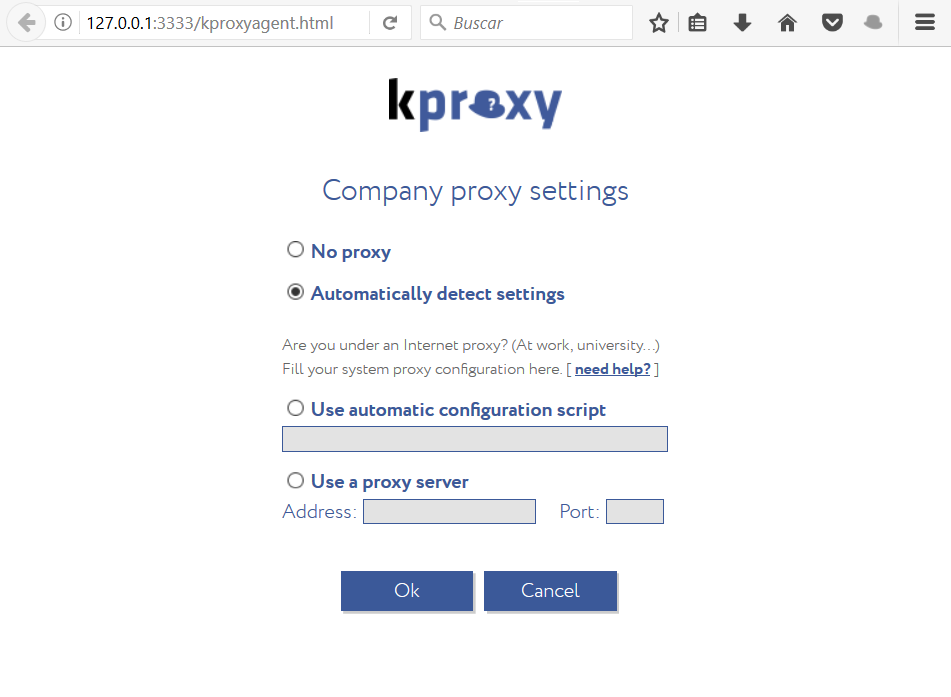 127.0.0.1:3333/kproxyagent.html
Buscar
kproxy
?
Company proxy settings
No proxy
Automatically detect settings
Are you under an Internet proxy? (At work, university...)
Fill your system proxy configuration here. [ need help? ]
Use automatic configuration script
Use a proxy server
Address: Port:
Ok Cancel